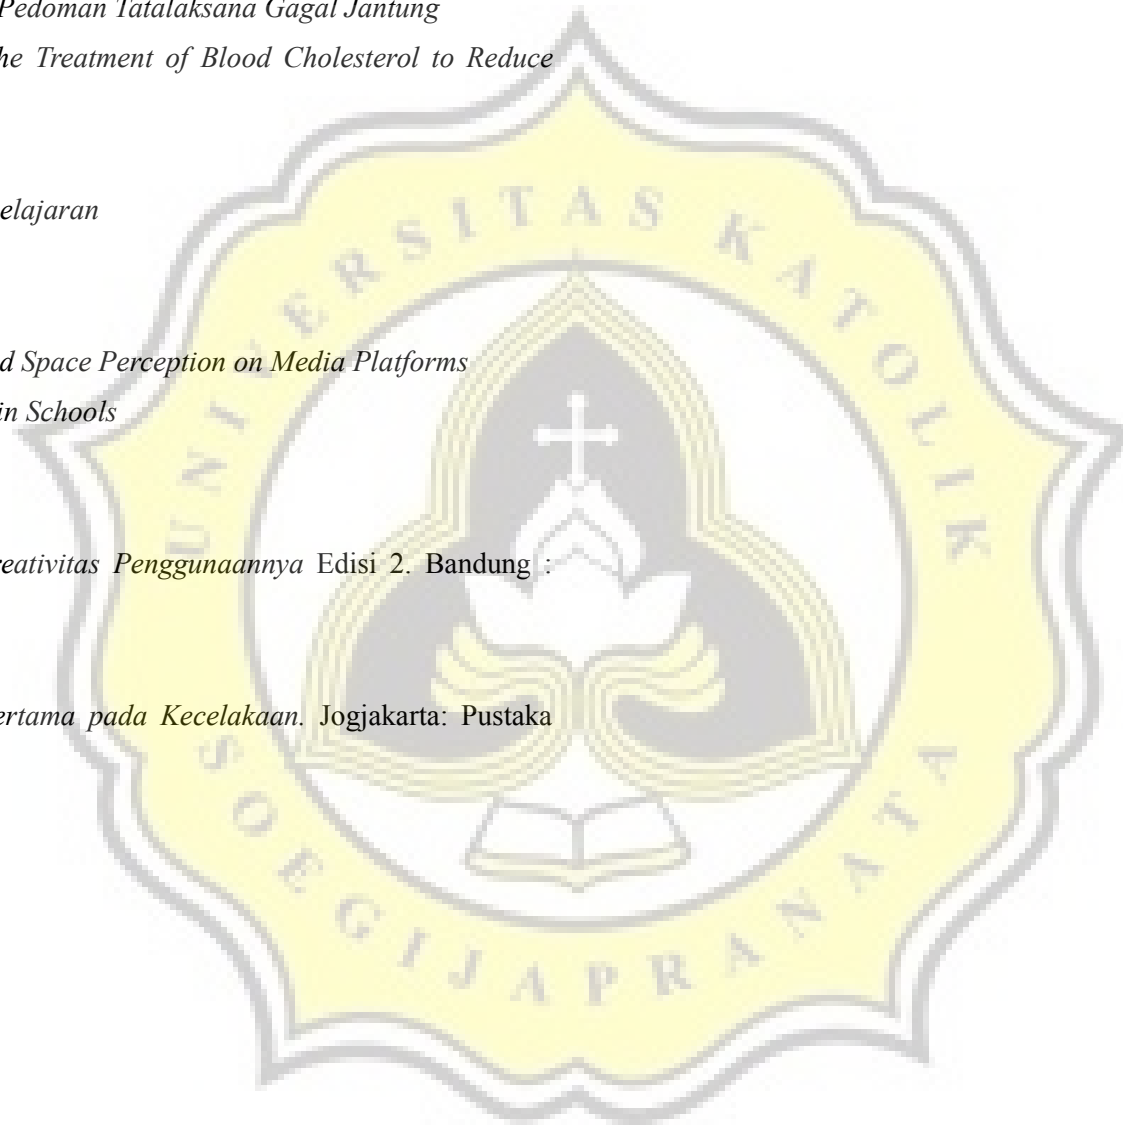 Pedoman Tatalaksana Gagal Jantung
he Treatment of Blood Cholesterol to Reduce
elajaran
d Space Perception on Media Platforms
in Schools
reativitas Penggunaannya Edisi 2. Bandung :
ertama pada Kecelakaan. Jogjakarta: Pustaka
UNIVERSITAS KATOLIK
SOEGIJAPRANATA